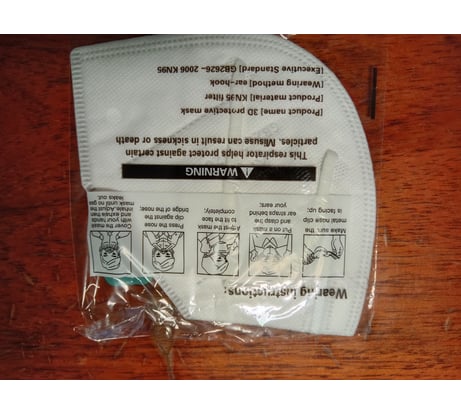 Wearing Instructions:
Make sure the
metal nose clip
is facing up;
Put on a mask
and clasp the
ear straps behind
your ears;
Adjust the mask
to fit to face
completely;
Press the nose
clip against the
bridge of the nose;
Cover the mask
with your hands
and exhale then
inhale. Adjust the
mask until no gas
leaks out.
WARNING
This respirator helps protect against certain
particles. Misuse can result in sickness or death
[Product name] 3D protective mask
[Product material] KN95 filter
[Wearing method] ear-hook
[Executive Standard] GB2626- 2006 KN95